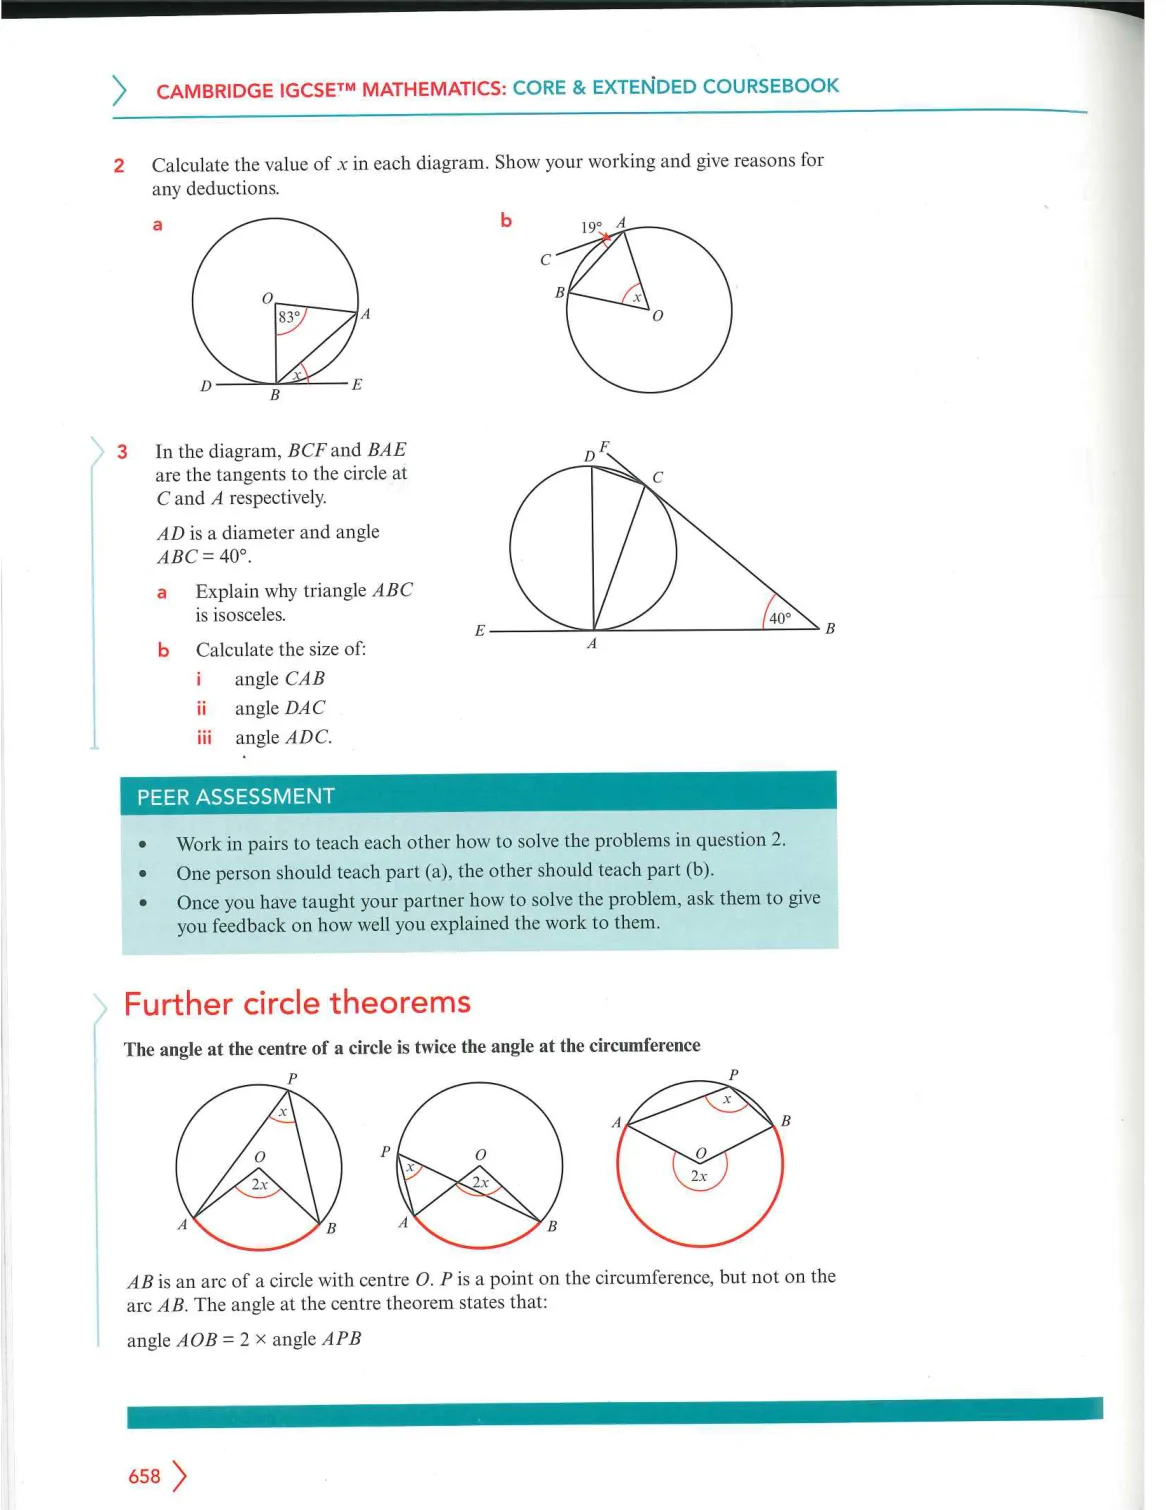 CAMBRIDGE IGCSE™ MATHEMATICS: CORE & EXTENDED COURSEBOOK
2 Calculate the value of x in each diagram. Show your working and give reasons for
any deductions.
a
O
83°
A
x
D
B
E
b
19°
A
C
B
x
O
3 In the diagram, BCF and BAE
are the tangents to the circle at
C and A respectively.
AD is a diameter and angle
ABC = 40°.
a Explain why triangle ABC
is isosceles.
b Calculate the size of:
i angle CAB
ii angle DAC
iii angle ADC.
D
F
C
40°
E
A
B
PEER ASSESSMENT
• Work in pairs to teach each other how to solve the problems in question 2.
• One person should teach part (a), the other should teach part (b).
• Once you have taught your partner how to solve the problem, ask them to give
you feedback on how well you explained the work to them.
Further circle theorems
The angle at the centre of a circle is twice the angle at the circumference
P
x
O
2x
A
B
P
x
O
2x
A
B
P
x
A
B
O
2x
AB is an arc of a circle with centre O. P is a point on the circumference, but not on the
arc AB. The angle at the centre theorem states that:
angle AOB = 2 × angle APB
658